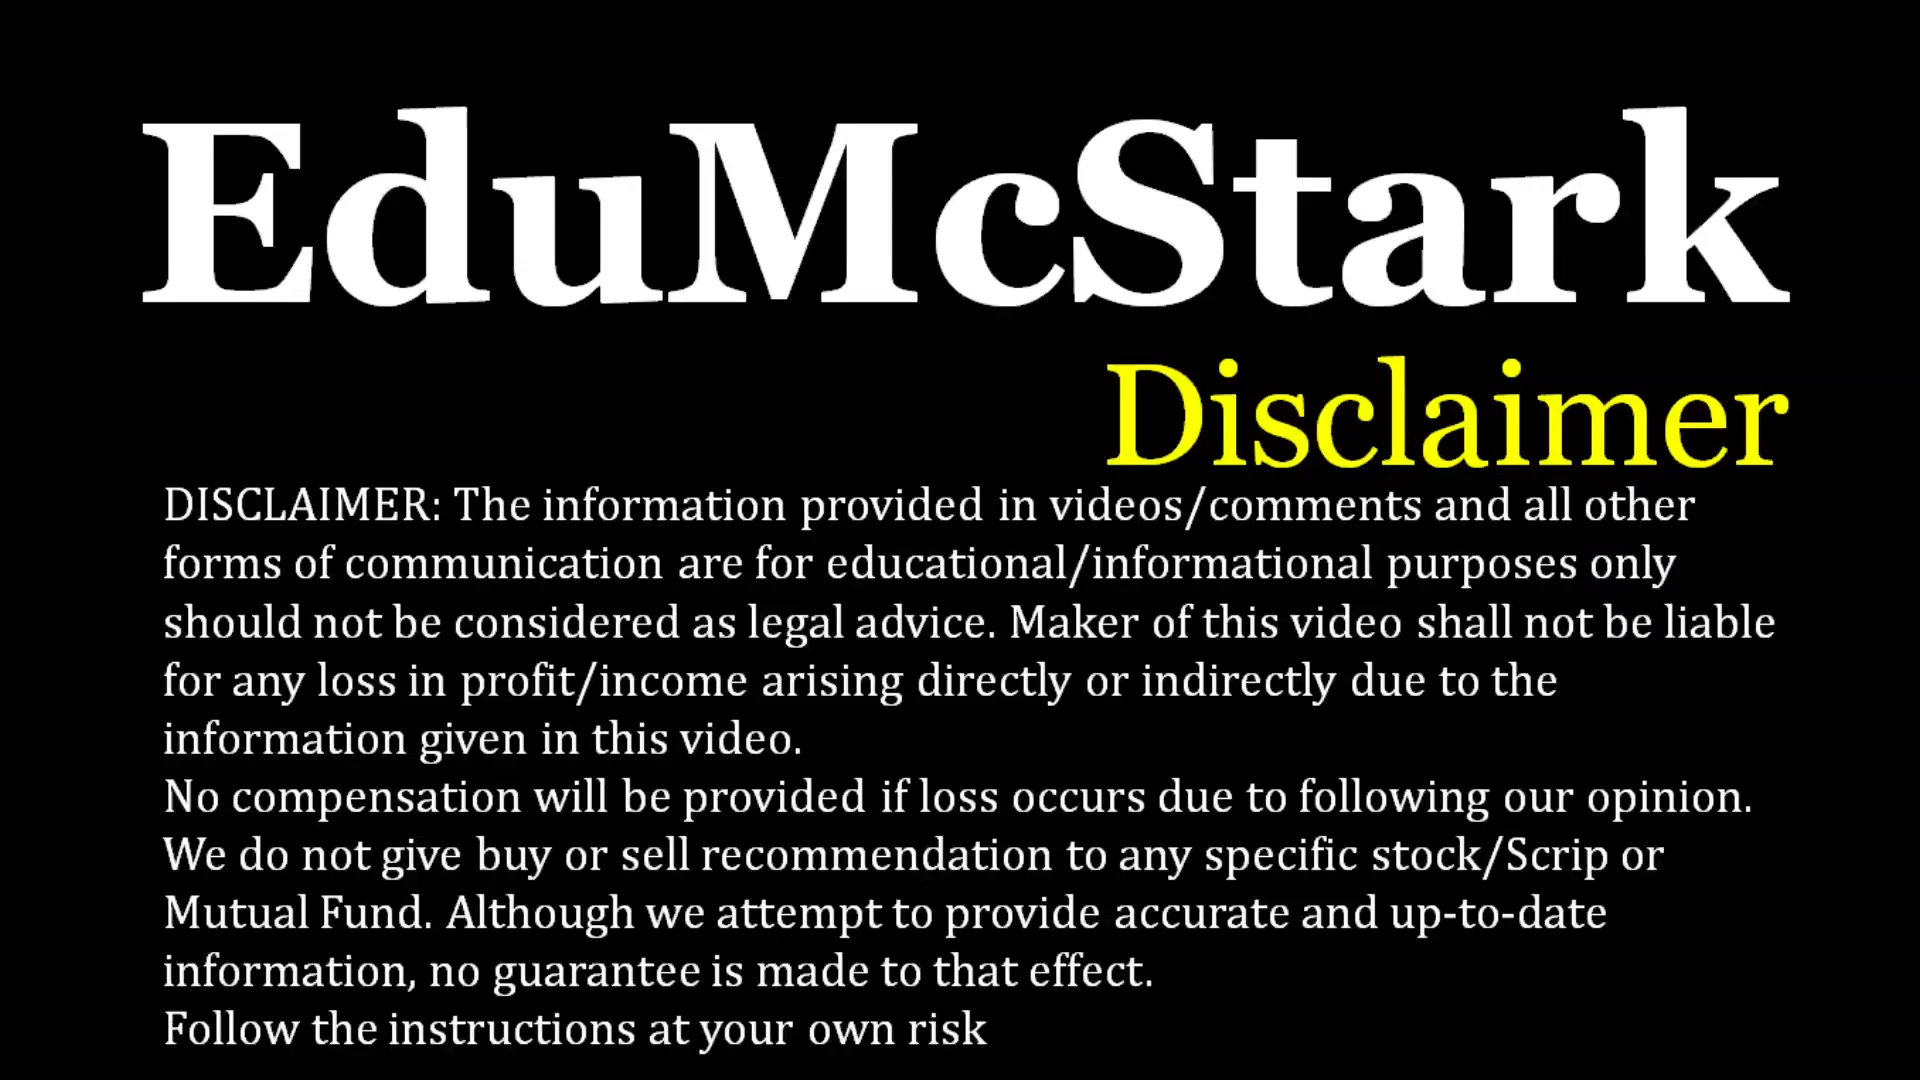 EduMcStark
Disclaimer
DISCLAIMER: The information provided in videos/comments and all other
forms of communication are for educational/informational purposes only
should not be considered as legal advice. Maker of this video shall not be liable
for any loss in profit/income arising directly or indirectly due to the
information given in this video.
No compensation will be provided if loss occurs due to following our opinion.
We do not give buy or sell recommendation to any specific stock/Scrip or
Mutual Fund. Although we attempt to provide accurate and up-to-date
information, no guarantee is made to that effect.
Follow the instructions at your own risk